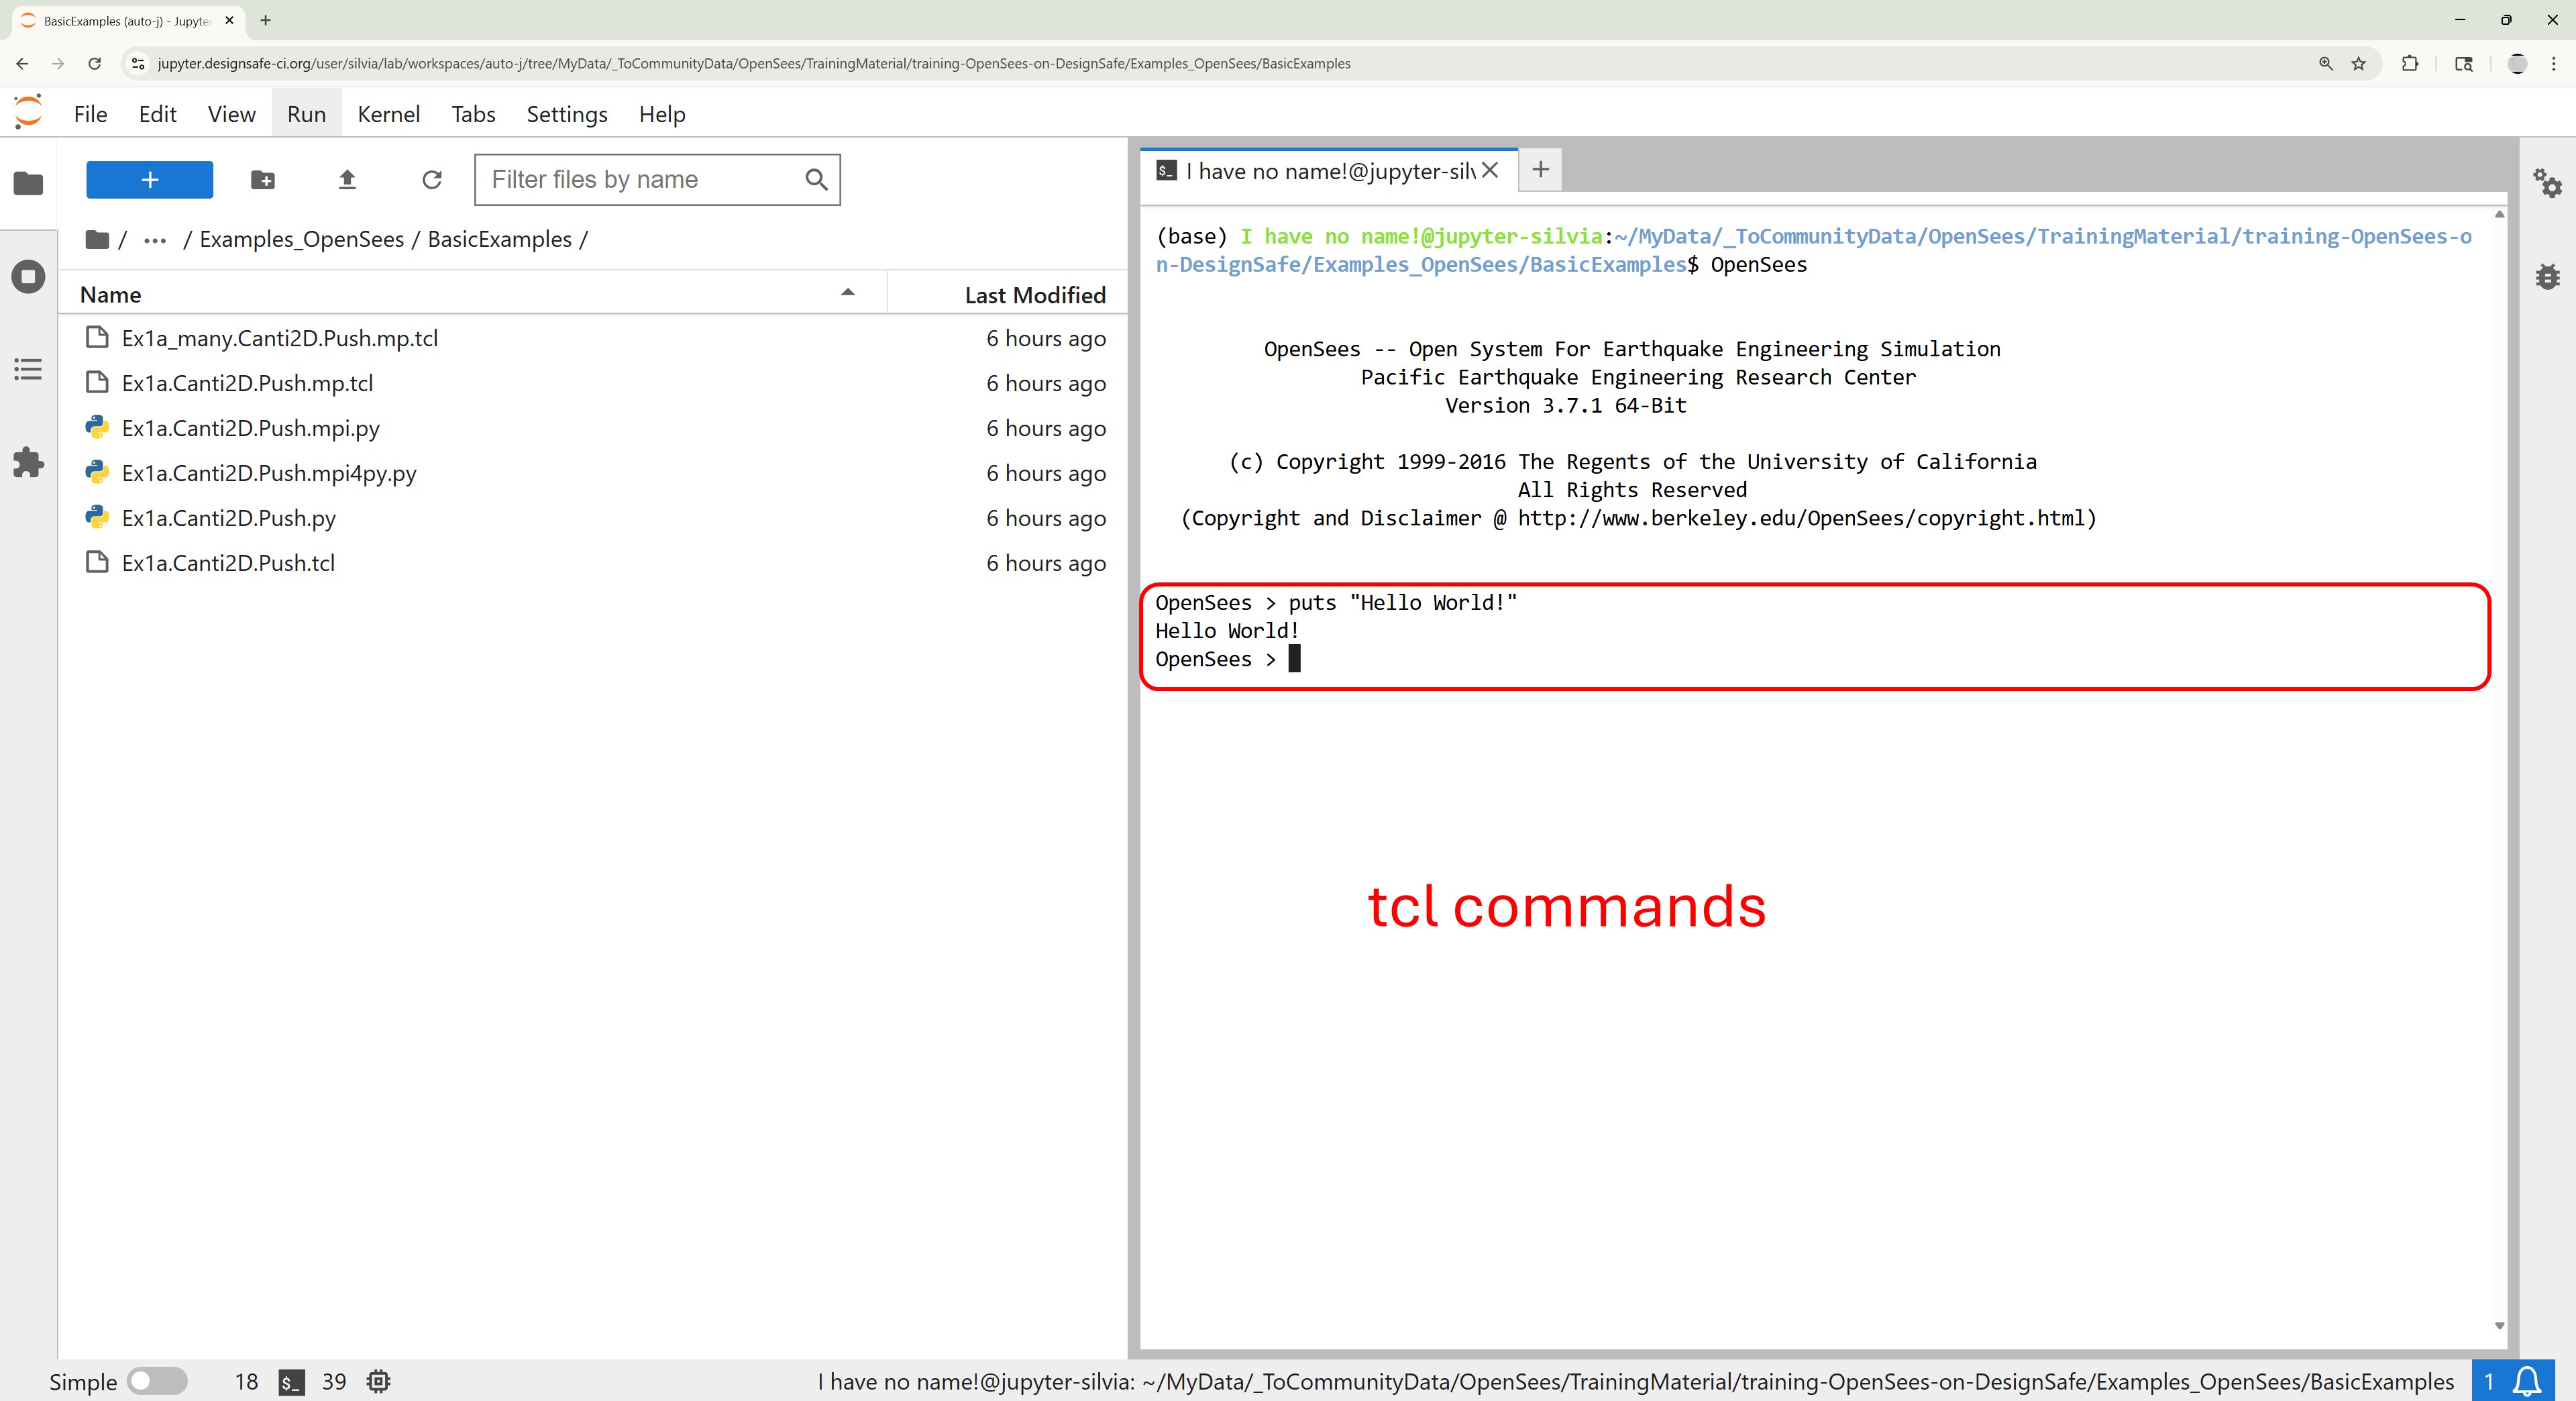 BasicExamples (auto-j) - Jupyter
jupyter.designsafe-ci.org/user/silvia/lab/workspaces/auto-j/tree/MyData/_ToCommunityData/OpenSees/TrainingMaterial/training-OpenSees-on-DesignSafe/Examples_OpenSees/BasicExamples
File Edit View Run Kernel Tabs Settings Help
Filter files by name
/ ··· / Examples_OpenSees / BasicExamples /
Name Last Modified
Ex1a_many.Canti2D.Push.mp.tcl 6 hours ago
Ex1a.Canti2D.Push.mp.tcl 6 hours ago
Ex1a.Canti2D.Push.mpi.py 6 hours ago
Ex1a.Canti2D.Push.mpi4py.py 6 hours ago
Ex1a.Canti2D.Push.py 6 hours ago
Ex1a.Canti2D.Push.tcl 6 hours ago
$_ I have no name!@jupyter-silv
(base) I have no name!@jupyter-silvia:~/MyData/_ToCommunityData/OpenSees/TrainingMaterial/training-OpenSees-o
n-DesignSafe/Examples_OpenSees/BasicExamples$ OpenSees
OpenSees -- Open System For Earthquake Engineering Simulation
Pacific Earthquake Engineering Research Center
Version 3.7.1 64-Bit
(c) Copyright 1999-2016 The Regents of the University of California
All Rights Reserved
(Copyright and Disclaimer @ http://www.berkeley.edu/OpenSees/copyright.html)
OpenSees > puts "Hello World!"
Hello World!
OpenSees >
tcl commands
Simple 18 $_ 39
I have no name!@jupyter-silvia: ~/MyData/_ToCommunityData/OpenSees/TrainingMaterial/training-OpenSees-on-DesignSafe/Examples_OpenSees/BasicExamples 1